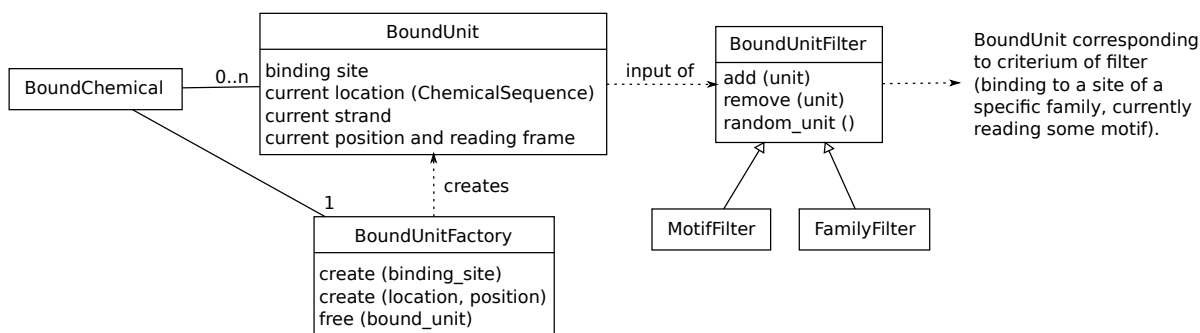 BoundUnit
binding site
current location (ChemicalSequence)
current strand
current position and reading frame
BoundChemical
0..n
1
creates
BoundUnitFactory
create (binding_site)
create (location, position)
free (bound_unit)
input of
BoundUnitFilter
add (unit)
remove (unit)
random_unit ()
MotifFilter
FamilyFilter
BoundUnit corresponding
to criterium of filter
(binding to a site of a
specific family, currently
reading some motif).